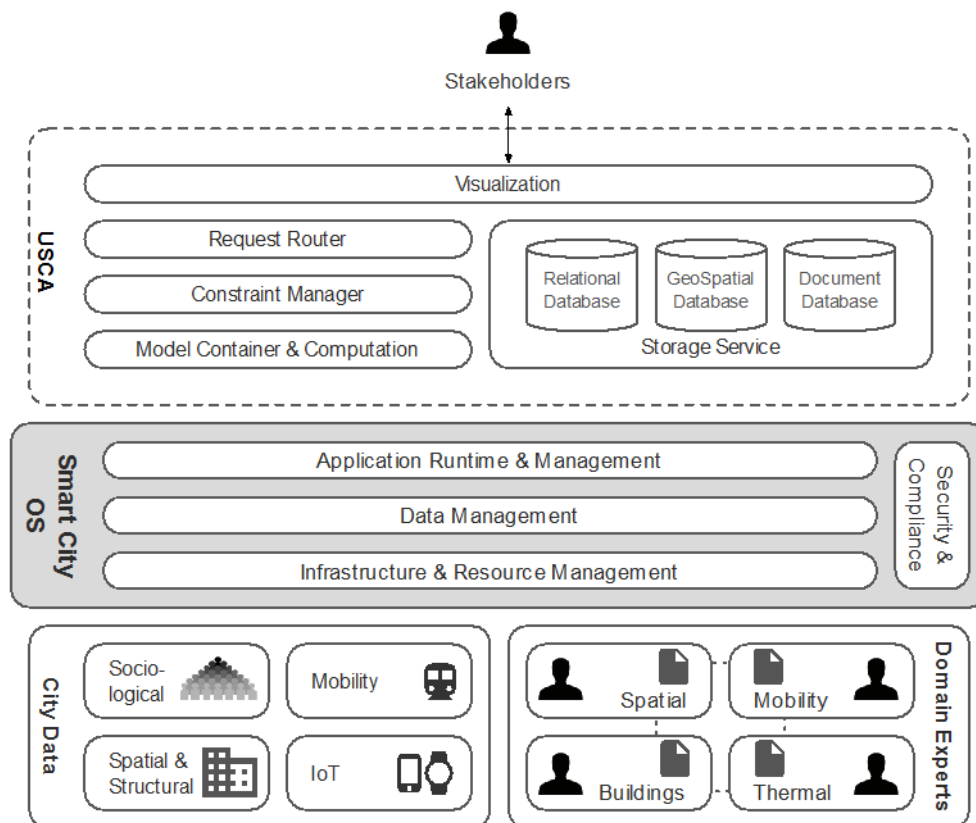 Stakeholders
USCA
Visualization
Request Router
Constraint Manager
Model Container & Computation
Relational
Database
GeoSpatial
Database
Document
Database
Storage Service
Smart City
OS
Application Runtime & Management
Data Management
Infrastructure & Resource Management
Security &
Compliance
City Data
Socio-
logical
Mobility
Spatial &
Structural
IoT
Spatial
Mobility
Buildings
Thermal
Domain Experts